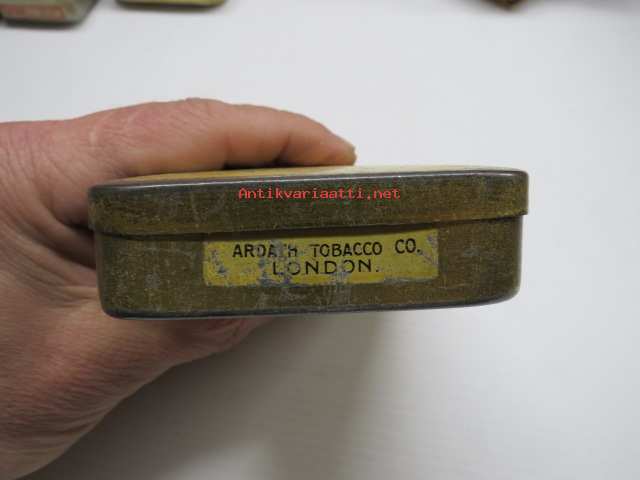 Antikvariaatti.net
ARDATH TOBACCO CO.
LONDON.